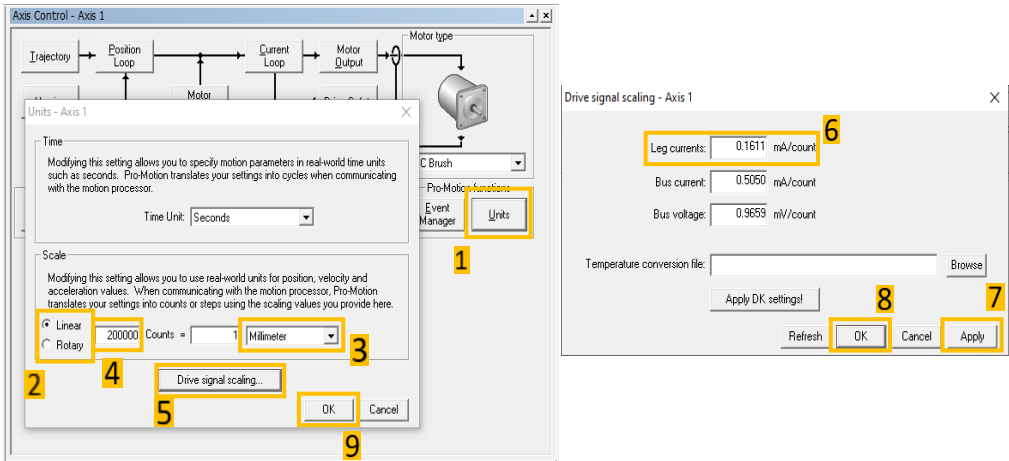 Axis Control - Axis 1
Trajectory
Position
Loop
Current
Loop
Motor
Output
Motor type
Motor
C Brush
Pro-Motion functions
Event
Manager
Units
1
Units - Axis 1
Time
Modifying this setting allows you to specify motion parameters in real-world time units
such as seconds. Pro-Motion translates your settings into cycles when communicating
with the motion processor.
Time Unit: Seconds
Scale
Modifying this setting allows you to use real-world units for position, velocity and
acceleration values. When communicating with the motion processor, Pro-Motion
translates your settings into counts or steps using the scaling values you provide here.
Linear
Rotary
200000 Counts = 1 Millimeter
2
4
3
Drive signal scaling...
5
OK
Cancel
9
Drive signal scaling - Axis 1
6
Leg currents: 0.1611 mA/count
Bus current: 0.5050 mA/count
Bus voltage: 0.9659 mV/count
Temperature conversion file:
Browse
Apply DK settings!
8
7
Refresh
OK
Cancel
Apply